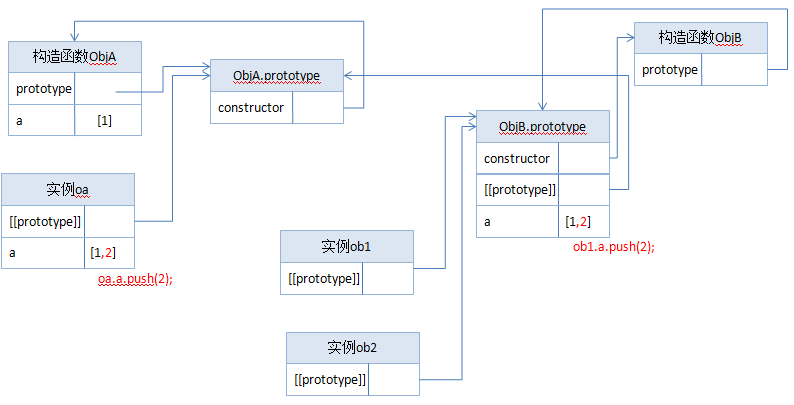 构造函数ObjA
prototype
a [1]
ObjA.prototype
constructor
构造函数ObjB
prototype
ObjB.prototype
constructor
[[prototype]]
a [1,2]
ob1.a.push(2);
实例oa
[[prototype]]
a [1,2]
oa.a.push(2);
实例ob1
[[prototype]]
实例ob2
[[prototype]]